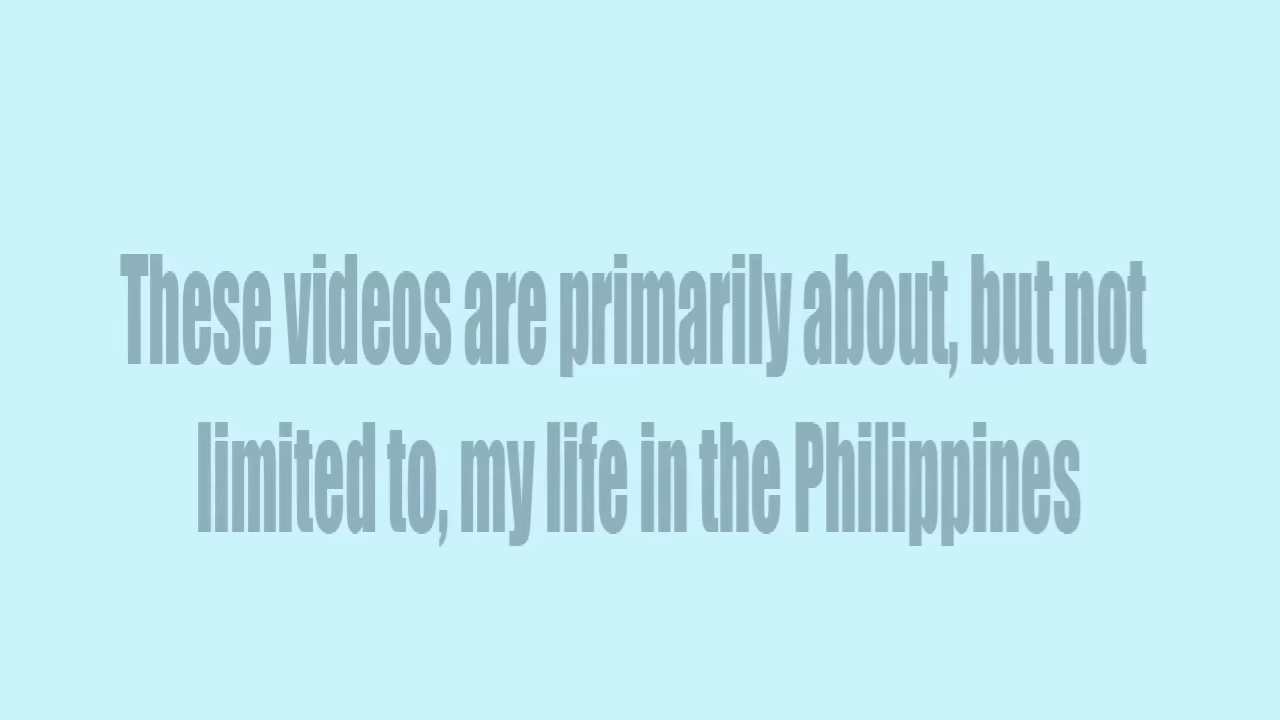 These videos are primarily about, but not
limited to, my life in the Philippines